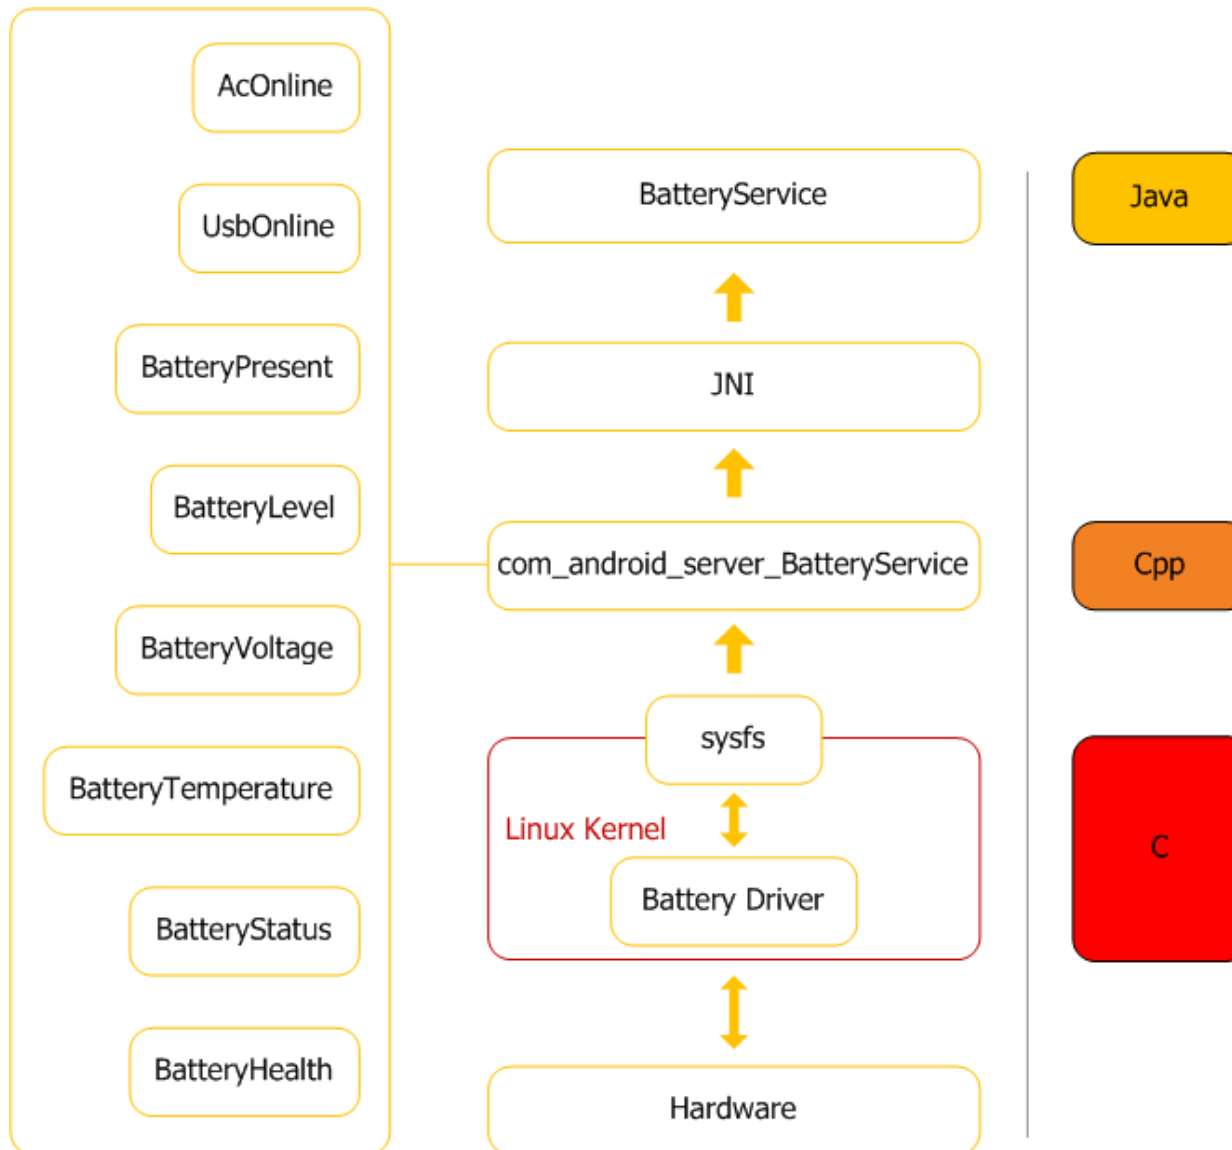 AcOnline
UsbOnline
BatteryPresent
BatteryLevel
BatteryVoltage
BatteryTemperature
BatteryStatus
BatteryHealth
BatteryService
JNI
com_android_server_BatteryService
sysfs
Linux Kernel
Battery Driver
Hardware
Java
Cpp
C